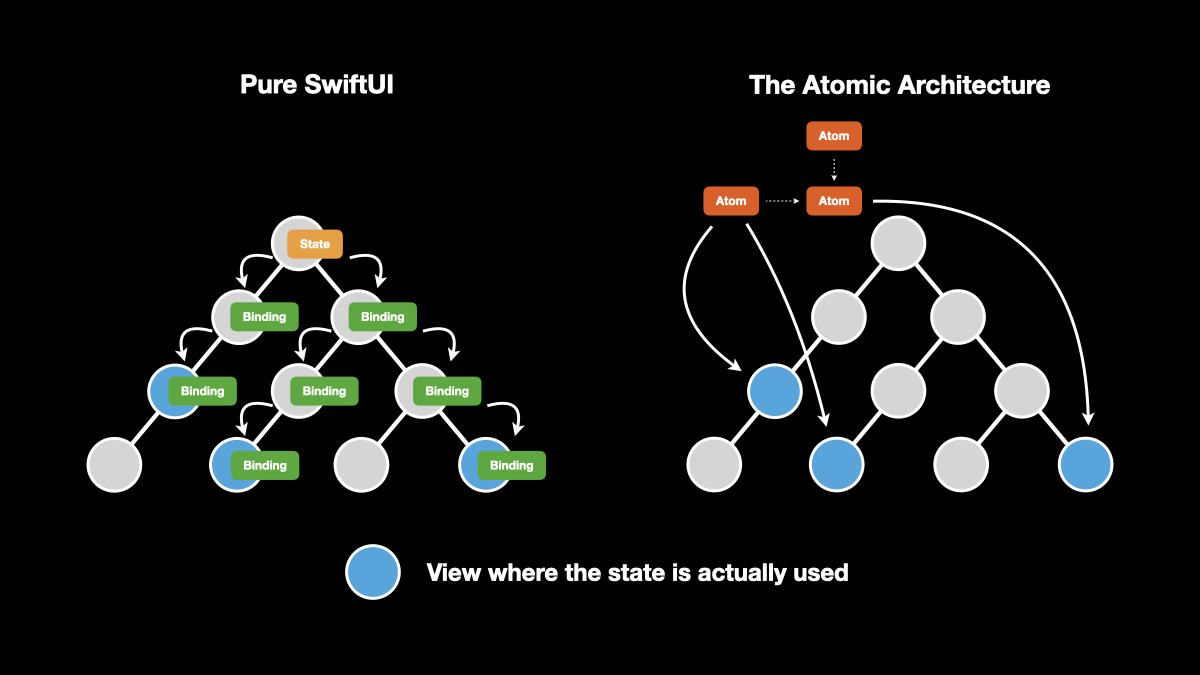 Pure SwiftUI
The Atomic Architecture
Atom
Atom
Atom
State
Binding
Binding
Binding
Binding
Binding
Binding
Binding
View where the state is actually used